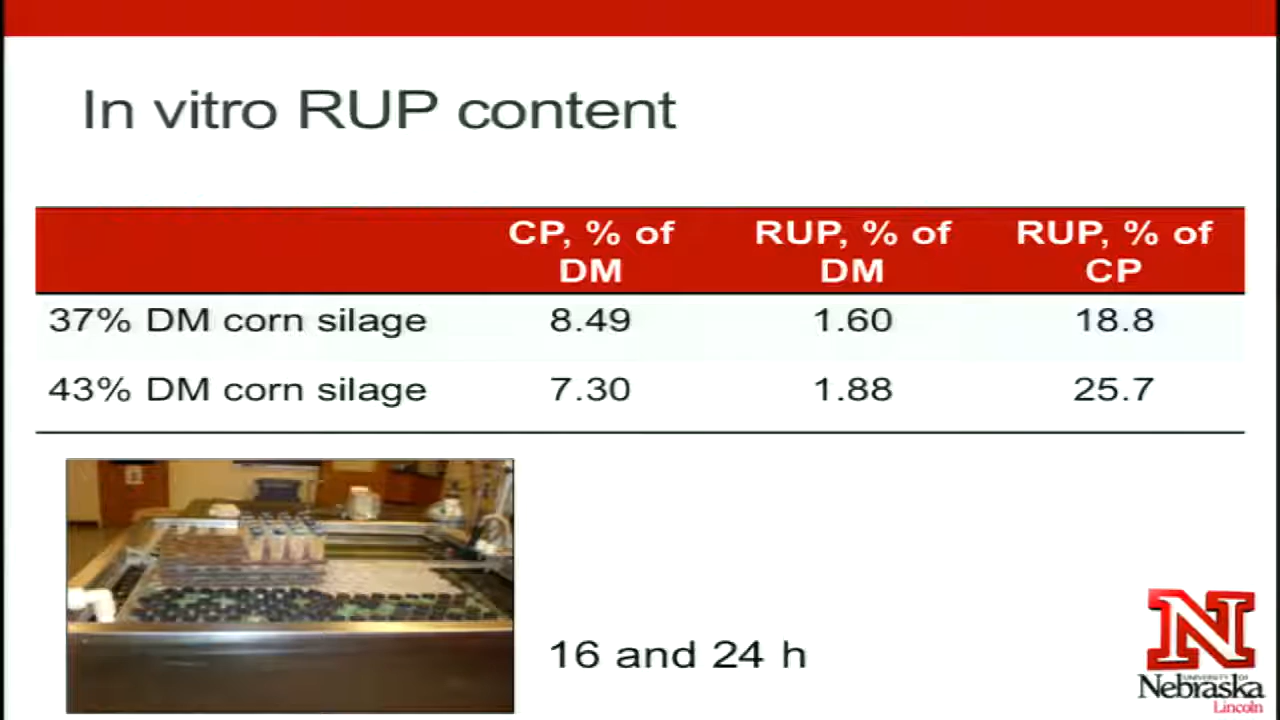 In vitro RUP content
CP, % of DM
RUP, % of DM
RUP, % of CP
37% DM corn silage 8.49 1.60 18.8
43% DM corn silage 7.30 1.88 25.7
16 and 24 h
N
UNIVERSITY OF
Nebraska
Lincoln